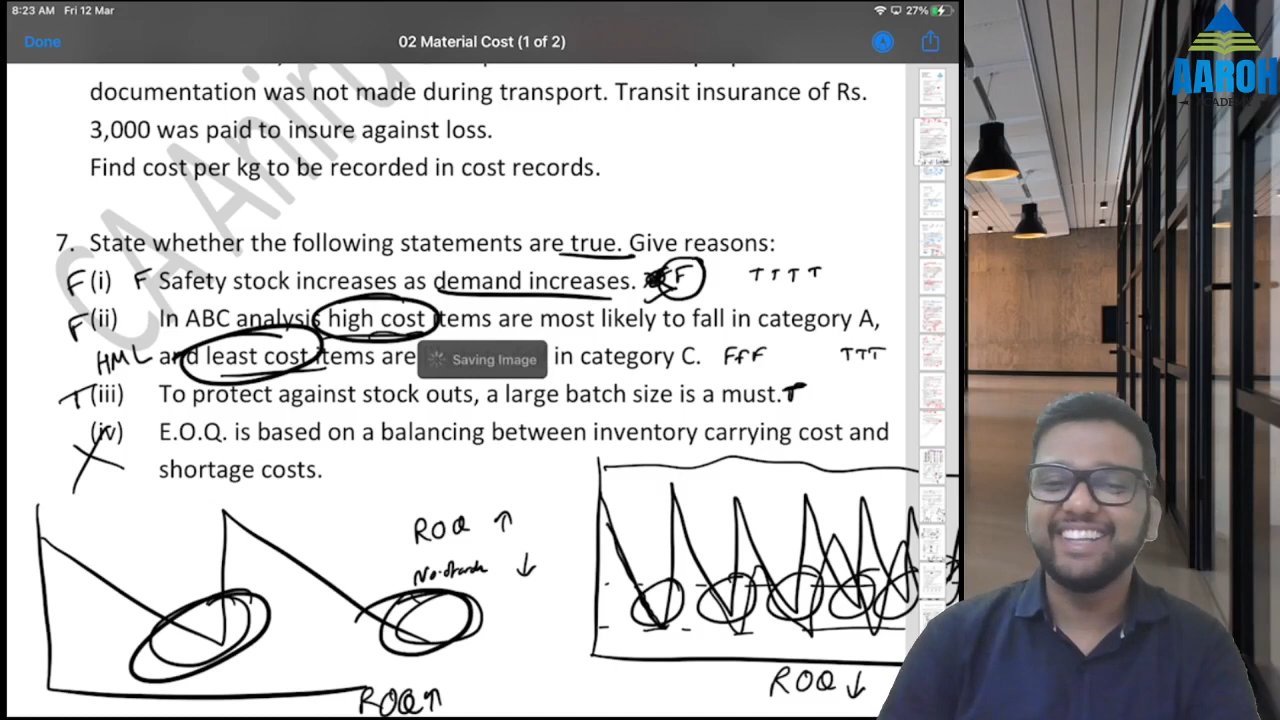 8:23 AM Fri 12 Mar
27%
Done
02 Material Cost (1 of 2)
AAROH
ACADEMY
CA Aniru
documentation was not made during transport. Transit insurance of Rs.
3,000 was paid to insure against loss.
Find cost per kg to be recorded in cost records.
7. State whether the following statements are true. Give reasons:
F (i) F Safety stock increases as demand increases. F T T T T
F (ii) In ABC analysis high cost items are most likely to fall in category A,
HML and least cost items are in category C. FFF TTT
Saving Image
T (iii) To protect against stock outs, a large batch size is a must. T
(iv) E.O.Q. is based on a balancing between inventory carrying cost and
shortage costs.
ROQ ↑
↓
ROQ ↑
ROQ ↓